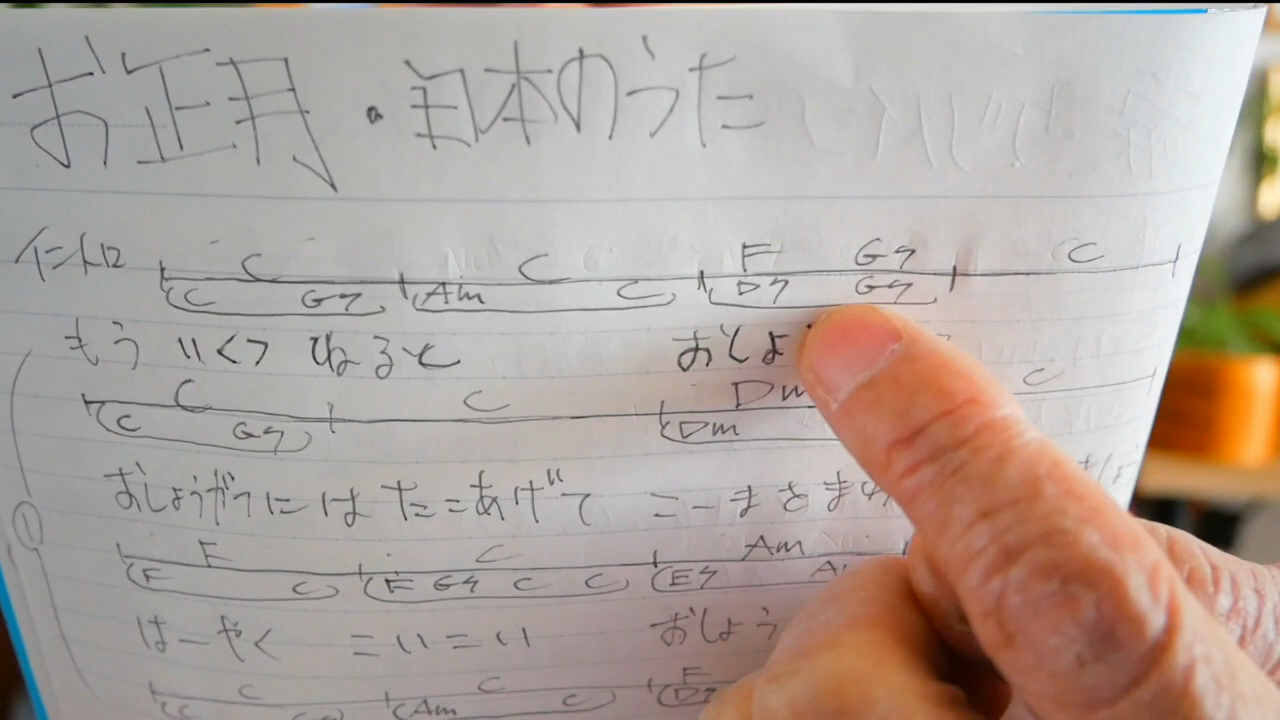 お正月・日本のうた
イントロ C C F G7 C
(C G7) (Am C) (D7 G7)
もういくつねると おしょ
C C Dm C
(C G7) (Dm
おしょうがつにはたこあげて こーまをまわ
F C Am
(F C) (F G7 C C) (E7 A
①
はーやく こいこい おしょう
C C F
(C (Am C) (D7